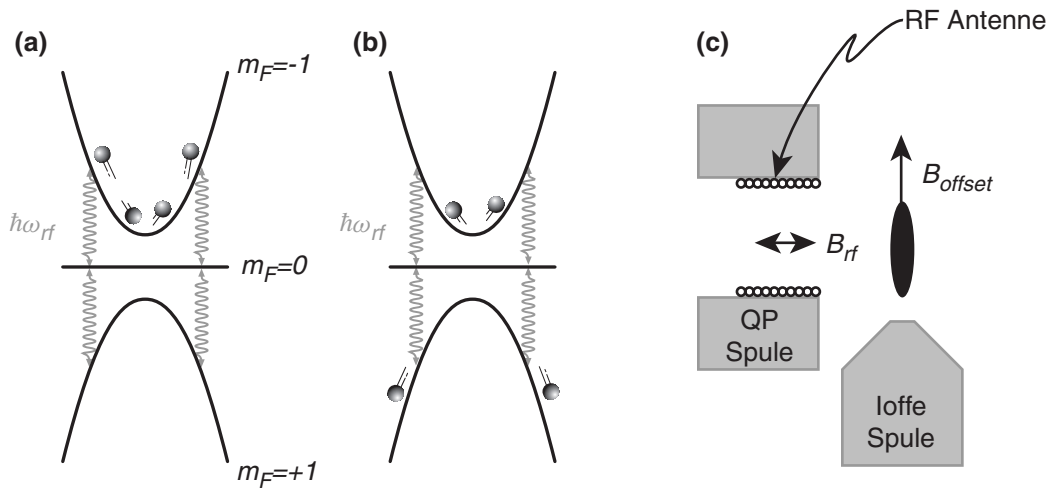 (a)
(b)
(c)
RF Antenne
m_F=-1
B_offset
ħω_rf
m_F=0
ħω_rf
B_rf
QP
Spule
Ioffe
Spule
m_F=+1